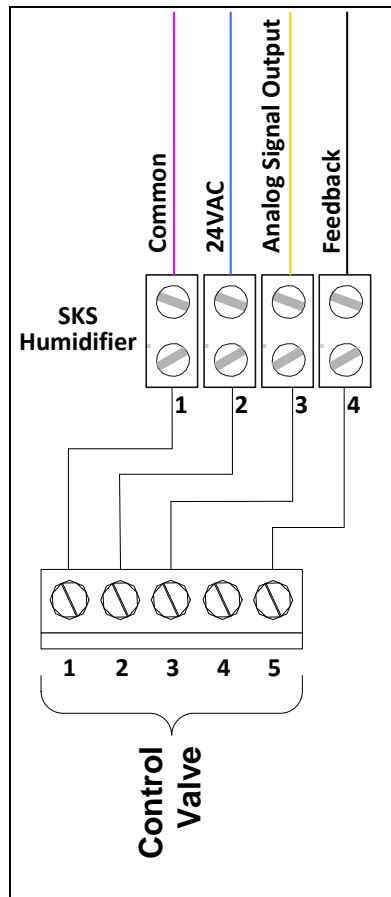 Common
24VAC
Analog Signal Output
Feedback
SKS
Humidifier
1 2 3 4
1 2 3 4 5
Control
Valve